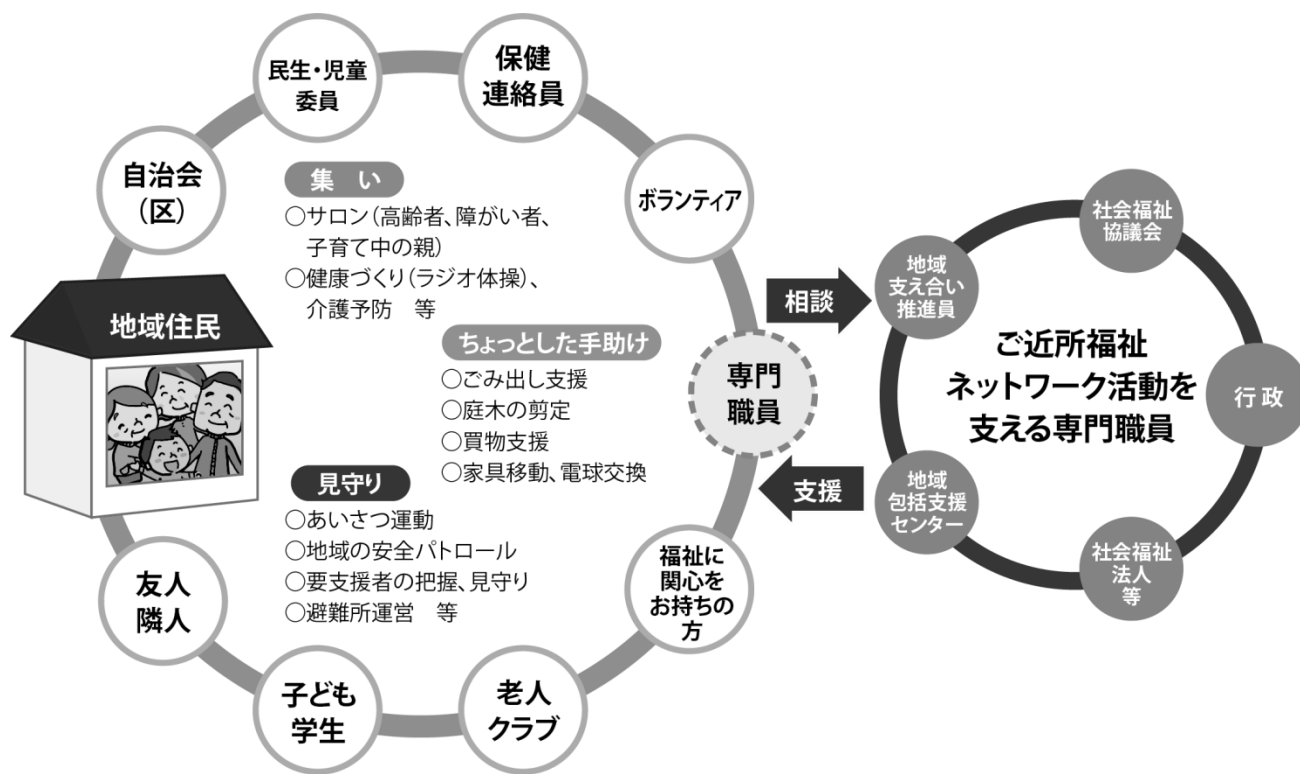 民生・児童
委員
保健
連絡員
自治会
（区）
ボランティア
集　い
○サロン（高齢者、障がい者、
子育て中の親）
○健康づくり（ラジオ体操）、
介護予防　等
地域住民
ちょっとした手助け
○ごみ出し支援
○庭木の剪定
○買物支援
○家具移動、電球交換
専門
職員
見守り
○あいさつ運動
○地域の安全パトロール
○要支援者の把握、見守り
○避難所運営　等
友人
隣人
子ども
学生
老人
クラブ
福祉に
関心を
お持ちの
方
相談
支援
社会福祉
協議会
地域
支え合い
推進員
ご近所福祉
ネットワーク活動を
支える専門職員
行政
地域
包括支援
センター
社会福祉
法人
等